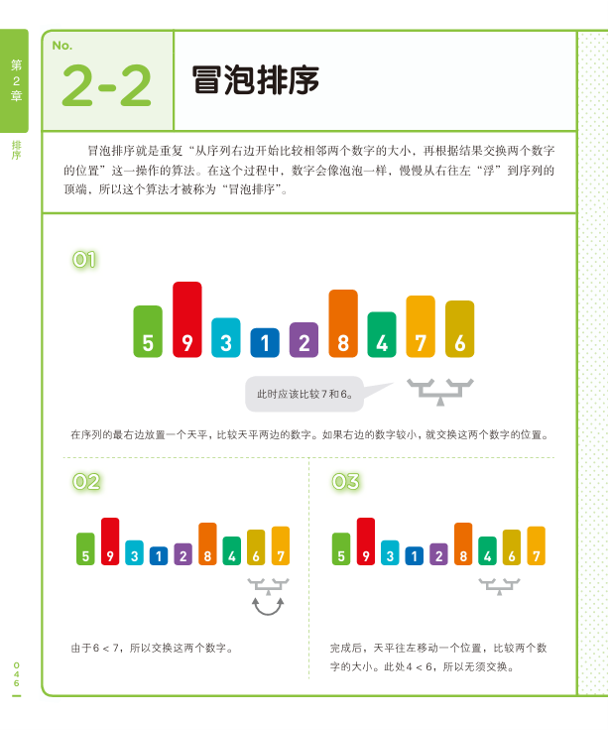 第2章
排序
No.
2-2
冒泡排序
冒泡排序就是重复“从序列右边开始比较相邻两个数字的大小，再根据结果交换两个数字
的位置”这一操作的算法。在这个过程中，数字会像泡泡一样，慢慢从右往左“浮”到序列的
顶端，所以这个算法才被称为“冒泡排序”。
01
5 9 3 1 2 8 4 7 6
此时应该比较7和6。
在序列的最右边放置一个天平，比较天平两边的数字。如果右边的数字较小，就交换这两个数字的位置。
02
5 9 3 1 2 8 4 6 7
由于6 < 7，所以交换这两个数字。
03
5 9 3 1 2 8 4 6 7
完成后，天平往左移动一个位置，比较两个数
字的大小。此处4 < 6，所以无须交换。
046